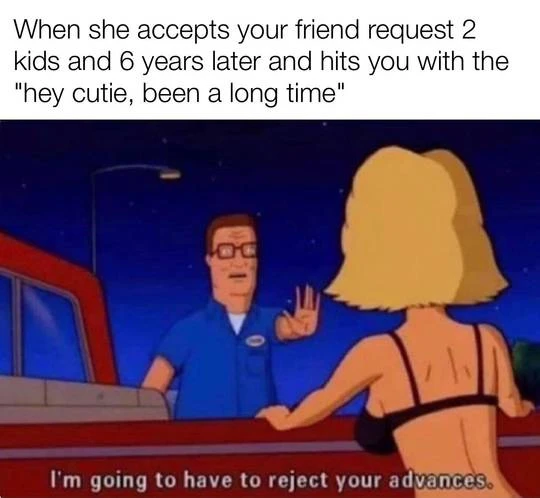 When she accepts your friend request 2
kids and 6 years later and hits you with the
"hey cutie, been a long time"
I'm going to have to reject your advances.